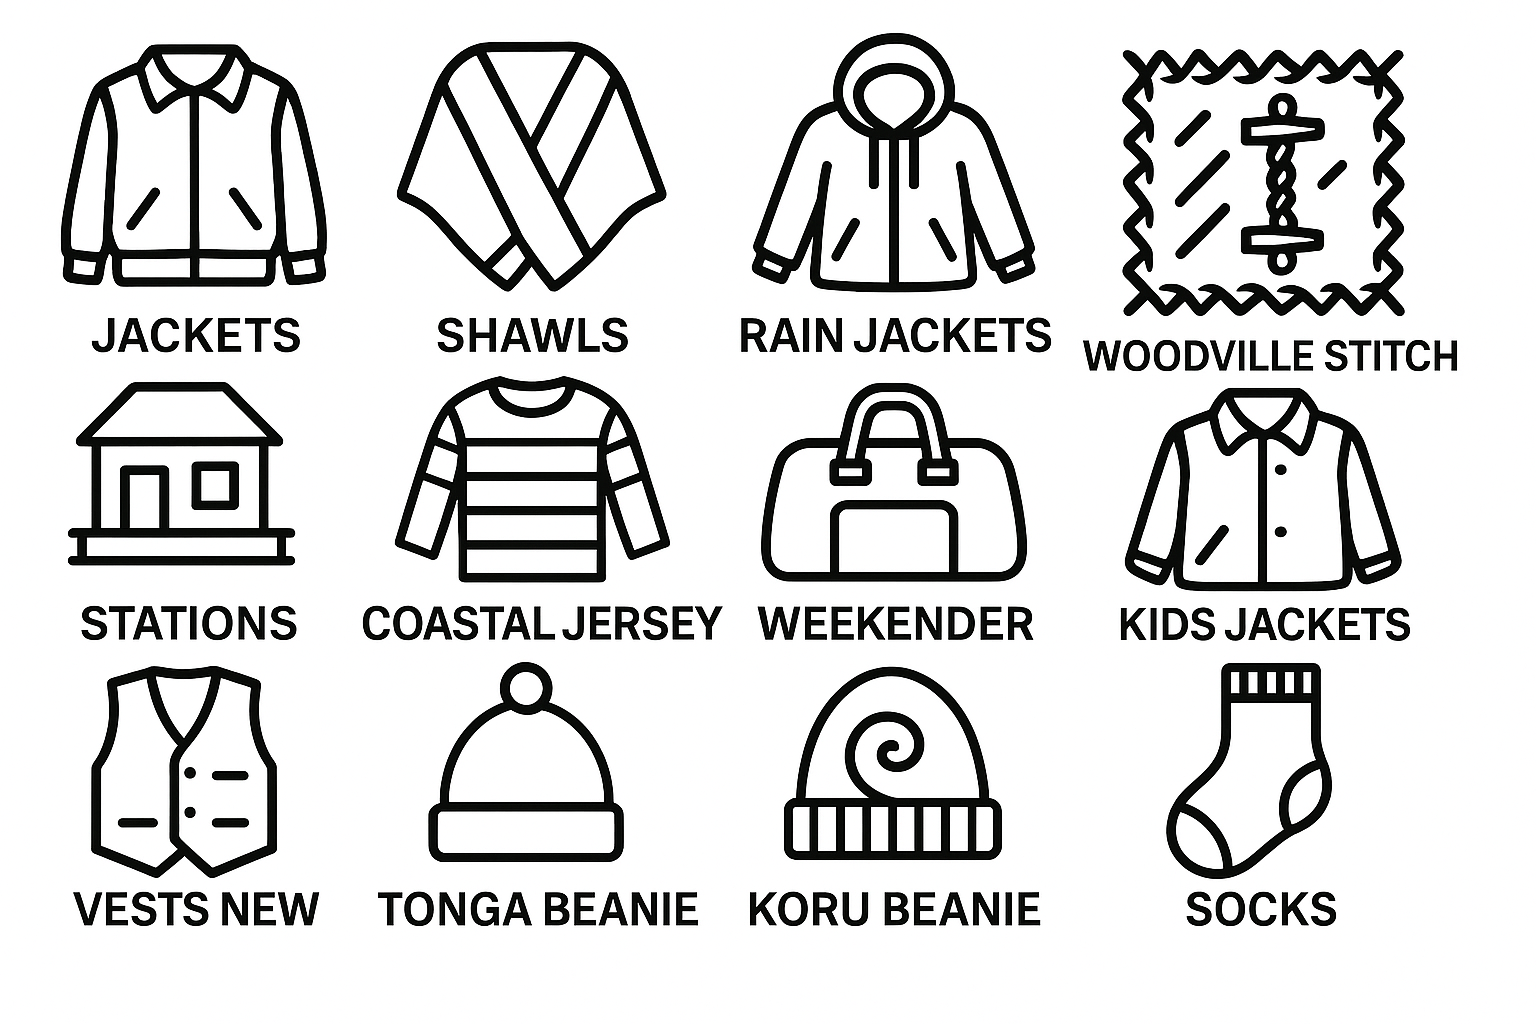 JACKETS
SHAWLS
RAIN JACKETS
WOODVILLE STITCH
STATIONS
COASTAL JERSEY
WEEKENDER
KIDS JACKETS
VESTS NEW
TONGA BEANIE
KORU BEANIE
SOCKS